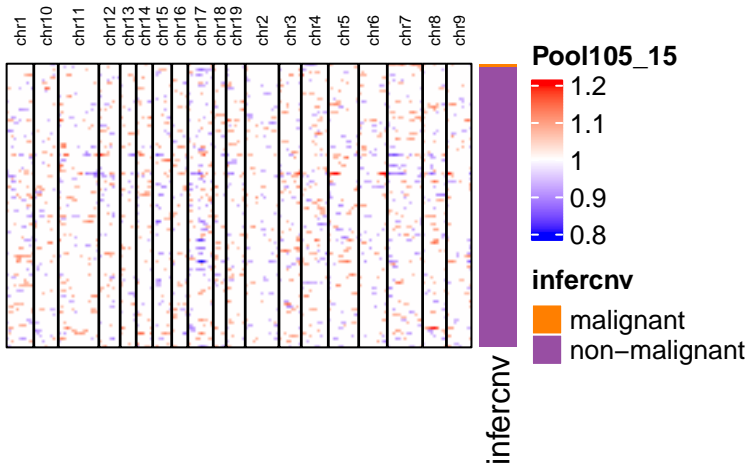 chr1
chr10
chr11
chr12
chr13
chr14
chr15
chr16
chr17
chr18
chr19
chr2
chr3
chr4
chr5
chr6
chr7
chr8
chr9
Pool105_15
1.2
1.1
1
0.9
0.8
infercnv
malignant
non−malignant
infercnv